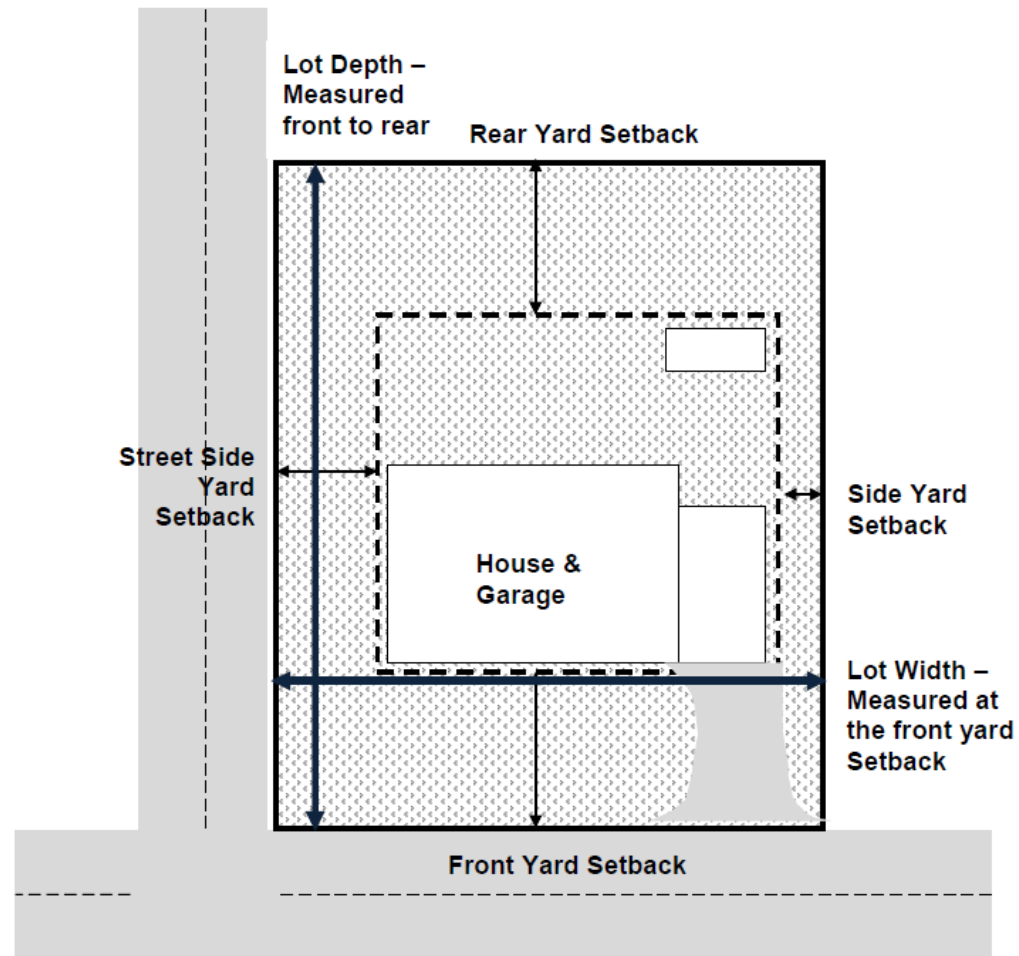 Lot Depth –
Measured
front to rear
Rear Yard Setback
Street Side
Yard
Setback
Side Yard
Setback
House &
Garage
Lot Width –
Measured at
the front yard
Setback
Front Yard Setback